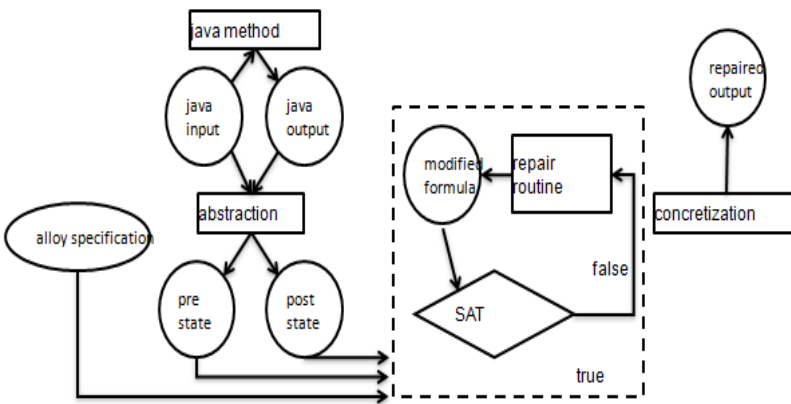 java method
java
input
java
output
abstraction
alloy specification
pre
state
post
state
modified
formula
repair
routine
SAT
false
true
repaired
output
concretization